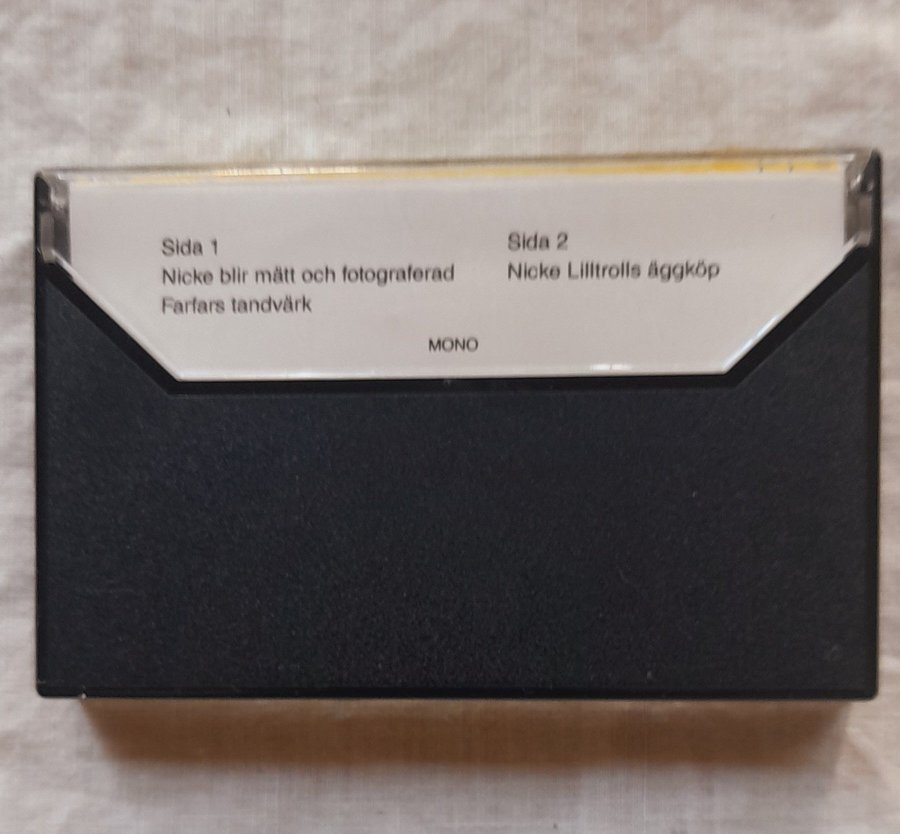 Sida 1
Nicke blir mätt och fotograferad
Farfars tandvärk
Sida 2
Nicke Lilltrolls äggköp
MONO